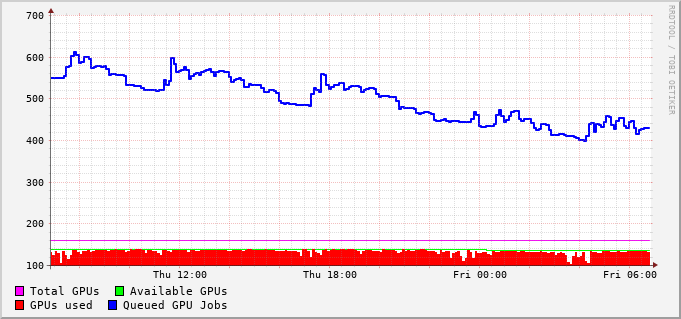 700
600
500
400
300
200
100
Thu 12:00 Thu 18:00 Fri 00:00 Fri 06:00
Total GPUs Available GPUs
GPUs used Queued GPU Jobs
RRDTOOL / TOBI OETIKER